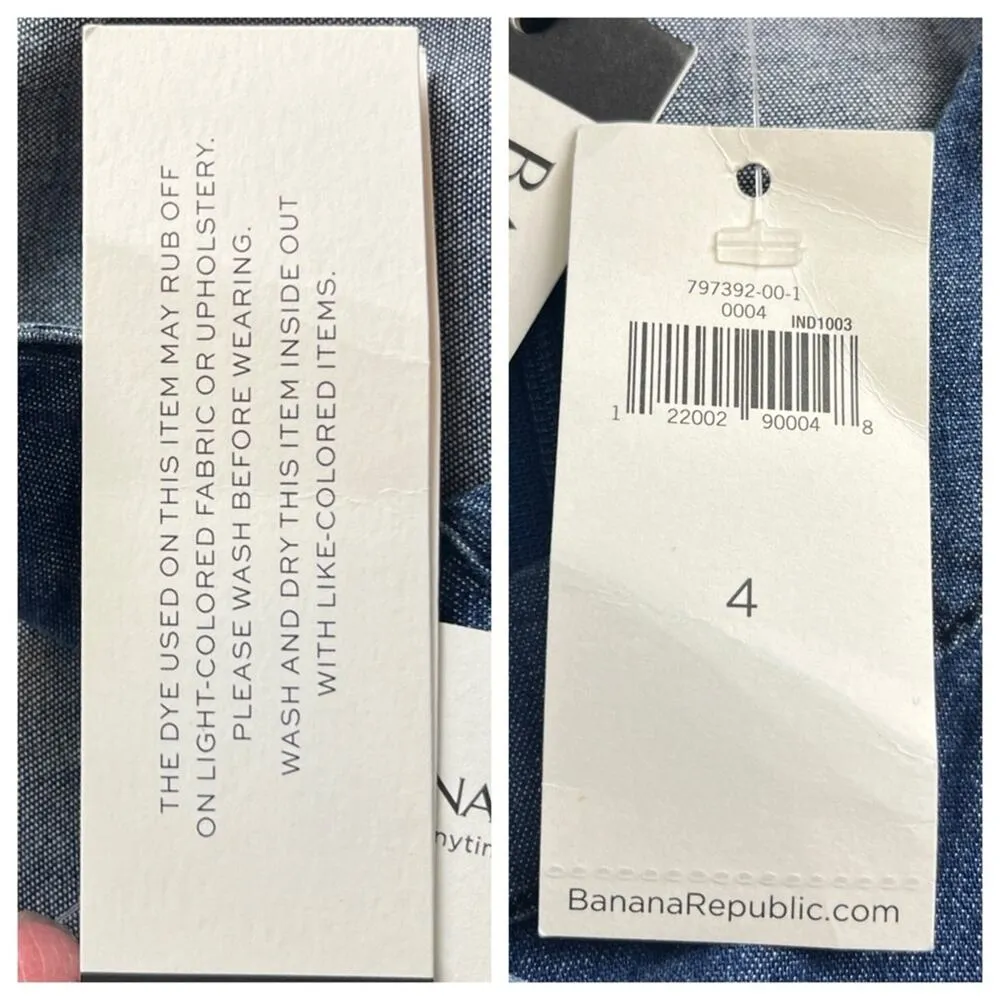 THE DYE USED ON THIS ITEM MAY RUB OFF
ON LIGHT-COLORED FABRIC OR UPHOLSTERY.
PLEASE WASH BEFORE WEARING.
WASH AND DRY THIS ITEM INSIDE OUT
WITH LIKE-COLORED ITEMS.
NA
nytin
797392-00-1
0004 IND1003
1 22002 90004 8
4
BananaRepublic.com